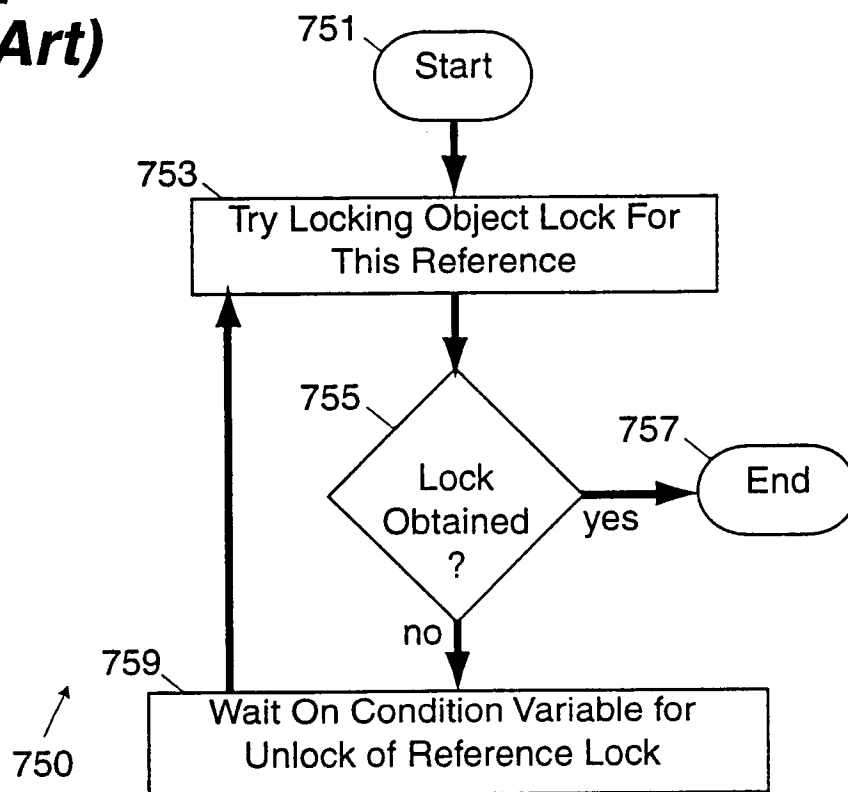 Art)
751
Start
753
Try Locking Object Lock For
This Reference
755
Lock
Obtained
?
757
End
yes
no
759
Wait On Condition Variable for
Unlock of Reference Lock
750